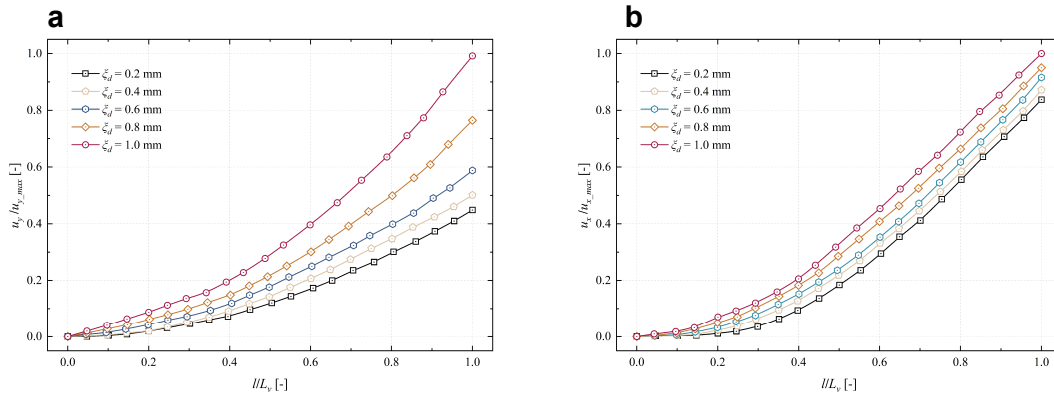 a
1.0
0.8
0.6
0.4
0.2
0.0
u_y/u_{y_max} [-]
ξ_d = 0.2 mm
ξ_d = 0.4 mm
ξ_d = 0.6 mm
ξ_d = 0.8 mm
ξ_d = 1.0 mm
0.0 0.2 0.4 0.6 0.8 1.0
l/L_v [-]
b
1.0
0.8
0.6
0.4
0.2
0.0
u_x/u_{x_max} [-]
ξ_d = 0.2 mm
ξ_d = 0.4 mm
ξ_d = 0.6 mm
ξ_d = 0.8 mm
ξ_d = 1.0 mm
0.0 0.2 0.4 0.6 0.8 1.0
l/L_v [-]